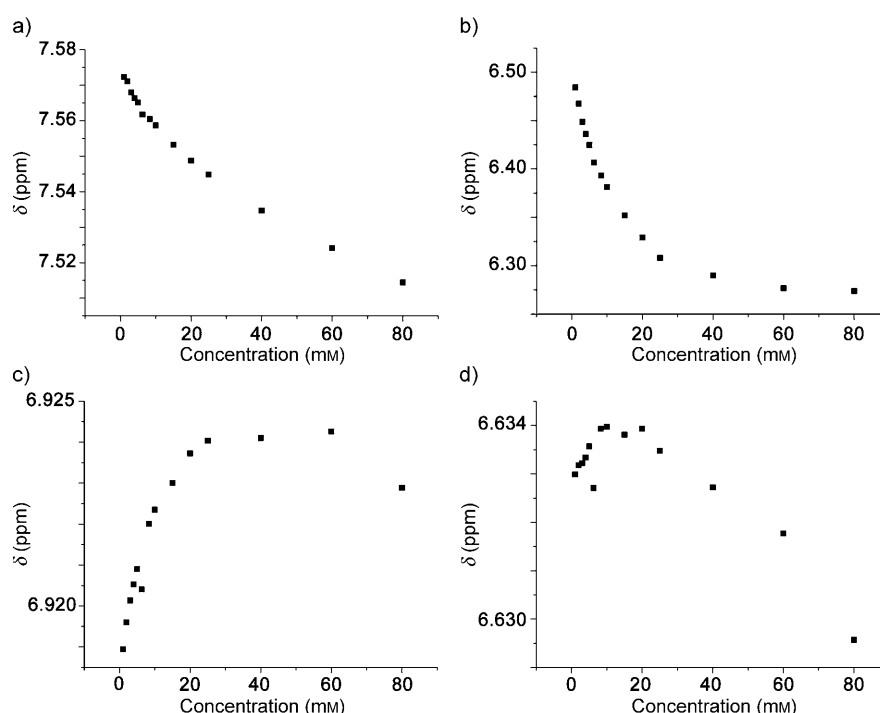 a)
7.58
7.56
7.54
7.52
δ (ppm)
0 20 40 60 80
Concentration (mM)
b)
6.50
6.40
6.30
δ (ppm)
0 20 40 60 80
Concentration (mM)
c)
6.925
6.920
δ (ppm)
0 20 40 60 80
Concentration (mM)
d)
6.634
6.630
δ (ppm)
0 20 40 60 80
Concentration (mM)